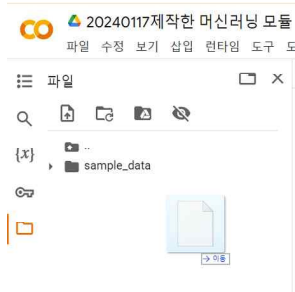 20240117제작한 머신러닝 모듈
파일 수정 보기 삽입 런타임 도구
파일
..
{x}
sample_data
→ 이동